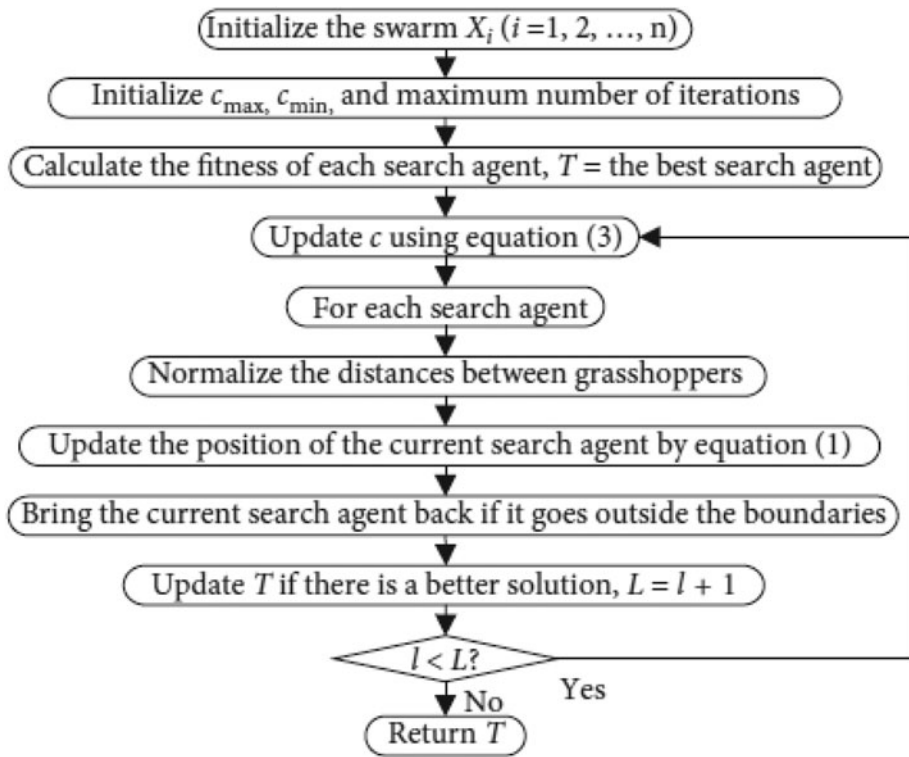 Initialize the swarm X_i (i =1, 2, …, n)
Initialize c_max, c_min, and maximum number of iterations
Calculate the fitness of each search agent, T = the best search agent
Update c using equation (3)
For each search agent
Normalize the distances between grasshoppers
Update the position of the current search agent by equation (1)
Bring the current search agent back if it goes outside the boundaries
Update T if there is a better solution, L = l + 1
l < L?
Yes
No
Return T